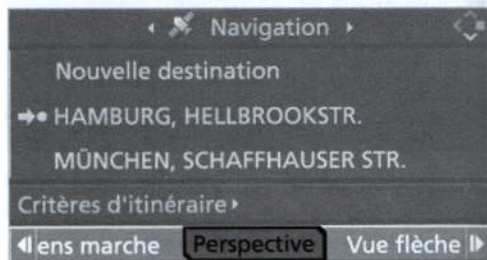 Navigation
Nouvelle destination
HAMBURG, HELLBROOKSTR.
MÜNCHEN, SCHAFFHAUSER STR.
Critères d'itinéraire
ens marche Perspective Vue flèche